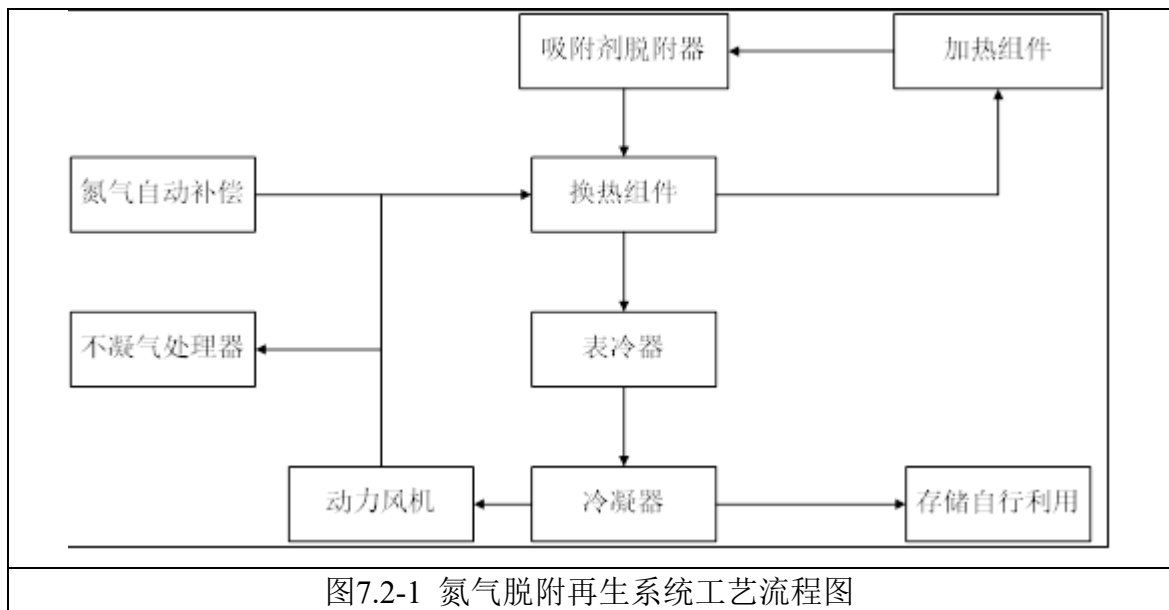 吸附剂脱附器
加热组件
氮气自动补偿
换热组件
不凝气处理器
表冷器
动力风机
冷凝器
存储自行利用
图7.2-1 氮气脱附再生系统工艺流程图